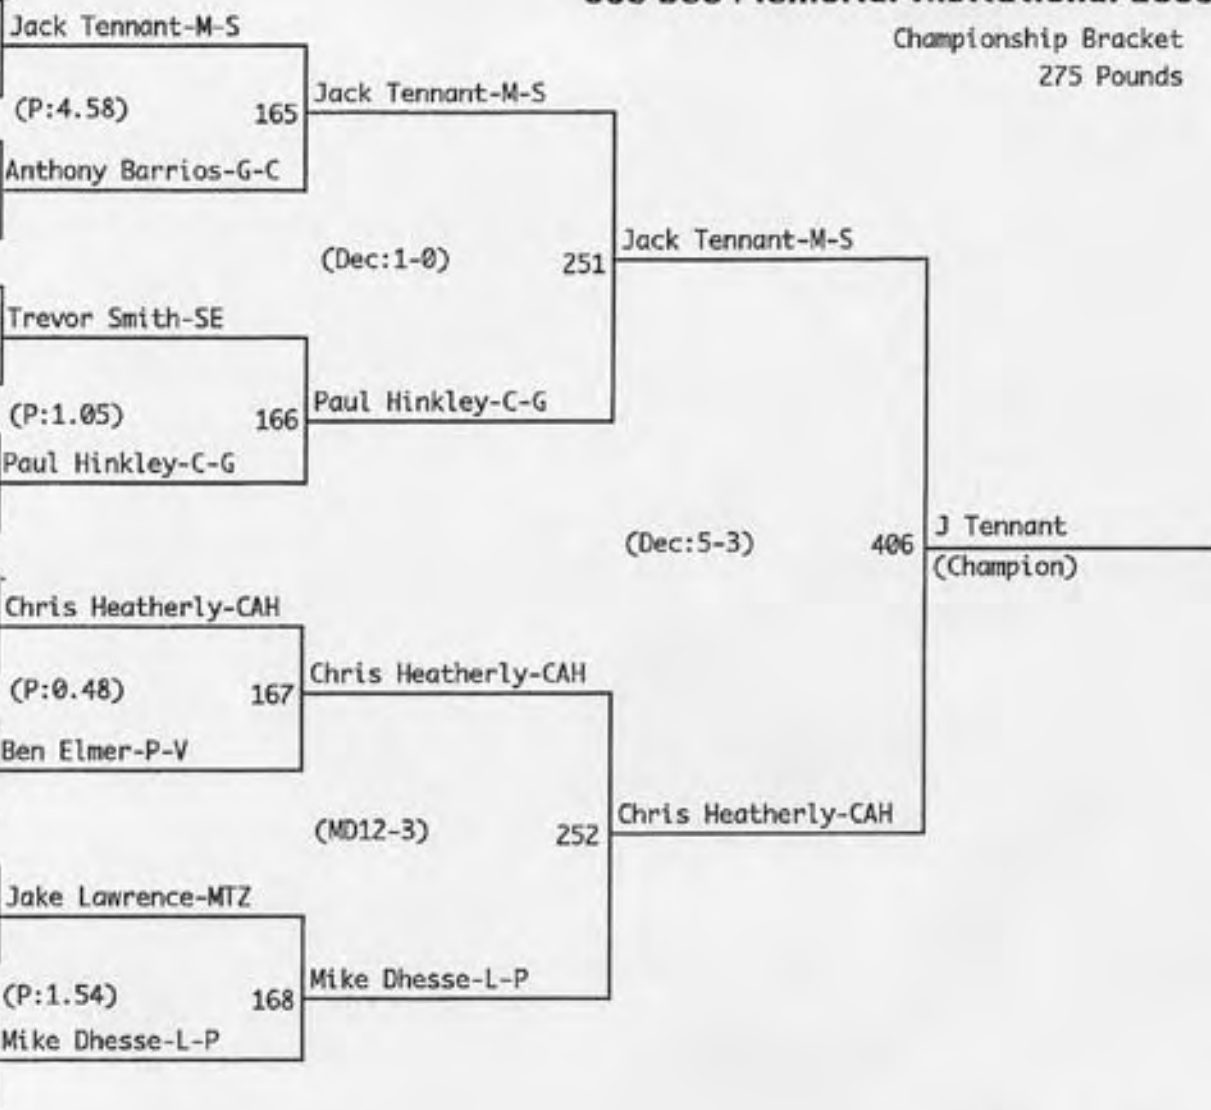 Championship Bracket
275 Pounds
Jack Tennant-M-S
(P:4.58) 165
Anthony Barrios-G-C
Jack Tennant-M-S
(Dec:1-0) 251
Trevor Smith-SE
(P:1.05) 166
Paul Hinkley-C-G
Paul Hinkley-C-G
Jack Tennant-M-S
(Dec:5-3) 406
J Tennant
(Champion)
Chris Heatherly-CAH
(P:0.48) 167
Ben Elmer-P-V
Chris Heatherly-CAH
(MD12-3) 252
Chris Heatherly-CAH
Jake Lawrence-MTZ
(P:1.54) 168
Mike Dhesse-L-P
Mike Dhesse-L-P